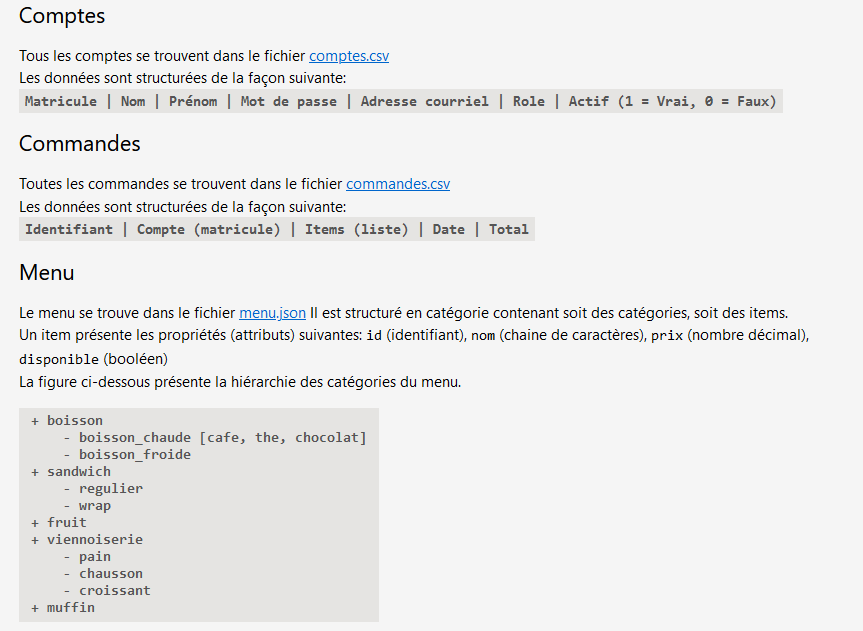 Comptes
Tous les comptes se trouvent dans le fichier comptes.csv
Les données sont structurées de la façon suivante:
Matricule | Nom | Prénom | Mot de passe | Adresse courriel | Role | Actif (1 = Vrai, 0 = Faux)
Commandes
Toutes les commandes se trouvent dans le fichier commandes.csv
Les données sont structurées de la façon suivante:
Identifiant | Compte (matricule) | Items (liste) | Date | Total
Menu
Le menu se trouve dans le fichier menu.json Il est structuré en catégorie contenant soit des catégories, soit des items.
Un item présente les propriétés (attributs) suivantes: id (identifiant), nom (chaine de caractères), prix (nombre décimal),
disponible (booléen)
La figure ci-dessous présente la hiérarchie des catégories du menu.
+ boisson
- boisson_chaude [cafe, the, chocolat]
- boisson_froide
+ sandwich
- regulier
- wrap
+ fruit
+ viennoiserie
- pain
- chausson
- croissant
+ muffin